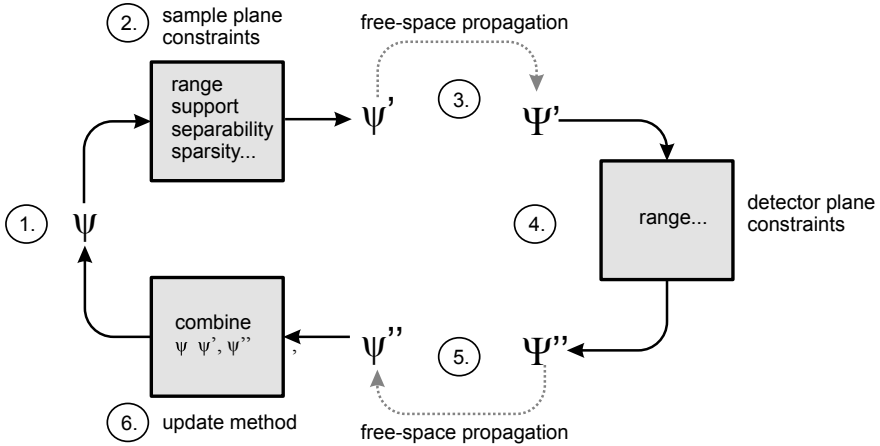 2. sample plane
constraints
free-space propagation
range
support
separability
sparsity...
ψ' 3. Ψ'
1. ψ
4.
range...
detector plane
constraints
combine
ψ ψ', ψ'' ,
ψ'' 5. Ψ''
6. update method
free-space propagation